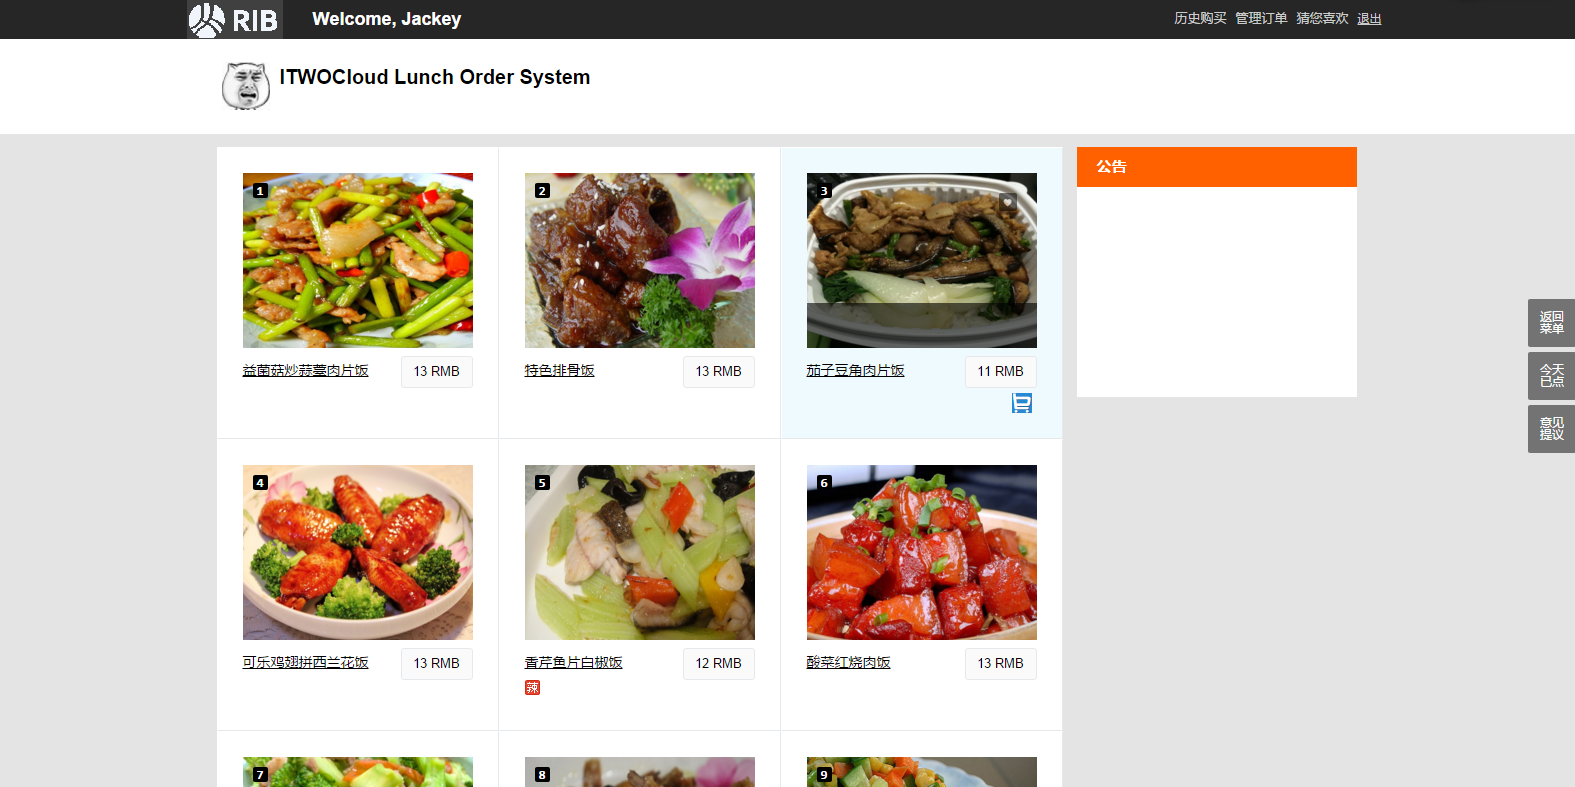 RIB
Welcome, Jackey
历史购买 管理订单 猜您喜欢 退出
ITWOCloud Lunch Order System
公告
1
2
3
益菌菇炒蒜薹肉片饭
13 RMB
特色排骨饭
13 RMB
茄子豆角肉片饭
11 RMB
返回
菜单
今天
已点
意见
提议
4
5
6
可乐鸡翅拼西兰花饭
13 RMB
香芹鱼片白椒饭
12 RMB
辣
酸菜红烧肉饭
13 RMB
7
8
9